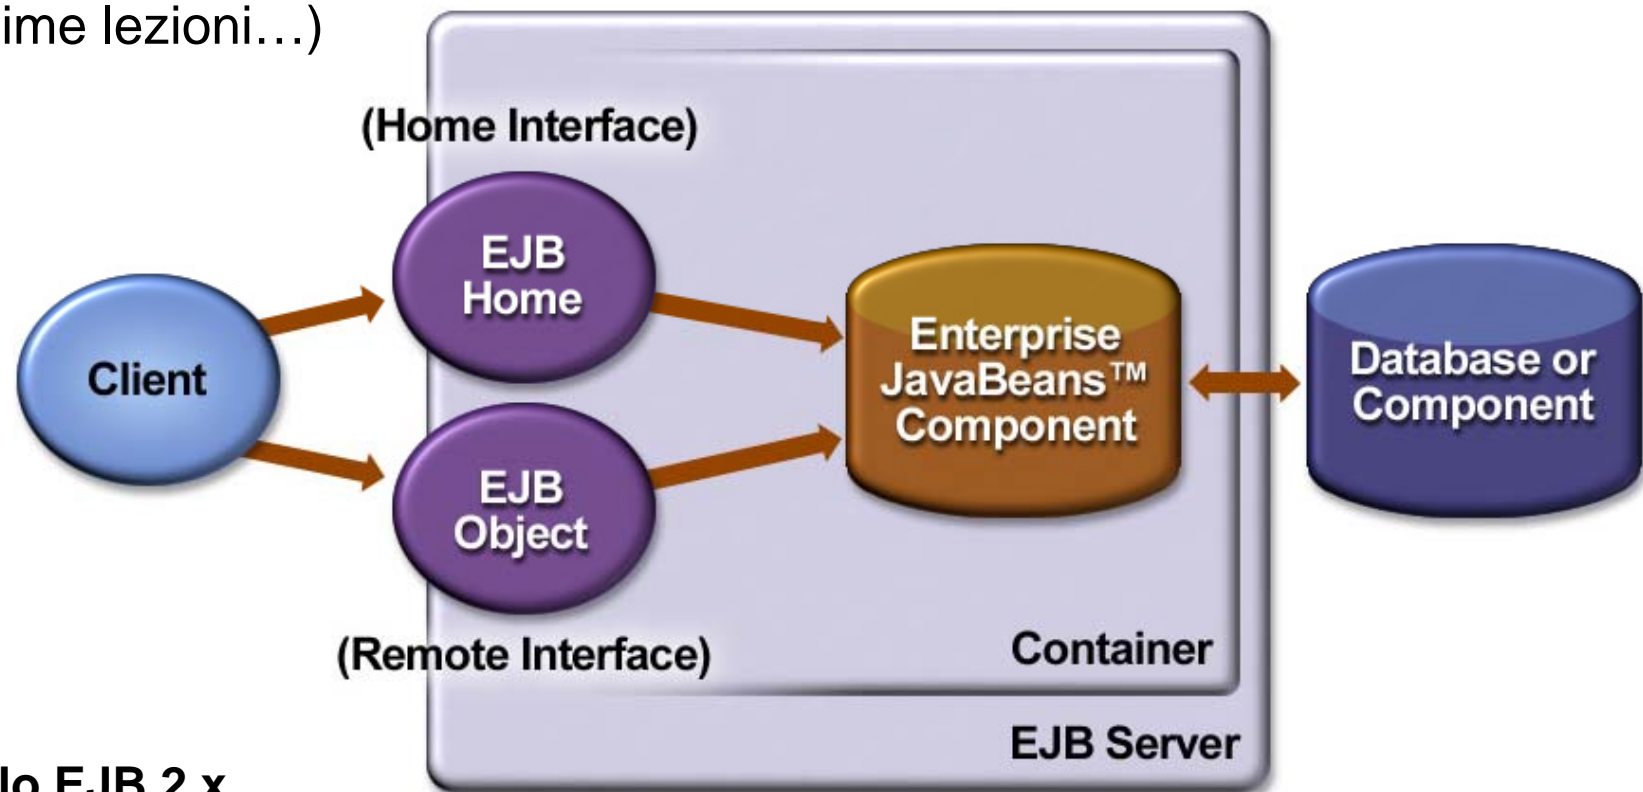 ime lezioni…)
(Home Interface)
EJB
Home
Client
EJB
Object
(Remote Interface)
Enterprise
JavaBeans™
Component
Database or
Component
Container
EJB Server
lo EJB 2.x